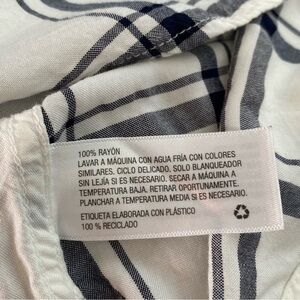 100% RAYÓN
LAVAR A MÁQUINA CON AGUA FRÍA CON COLORES
SIMILARES. CICLO DELICADO, SOLO BLANQUEADOR
SIN LEJÍA SI ES NECESARIO. SECAR A MÁQUINA A
TEMPERATURA BAJA. RETIRAR OPORTUNAMENTE.
PLANCHAR A TEMPERATURA MEDIA SI ES NECESARIO.
ETIQUETA ELABORADA CON PLÁSTICO
100 % RECICLADO